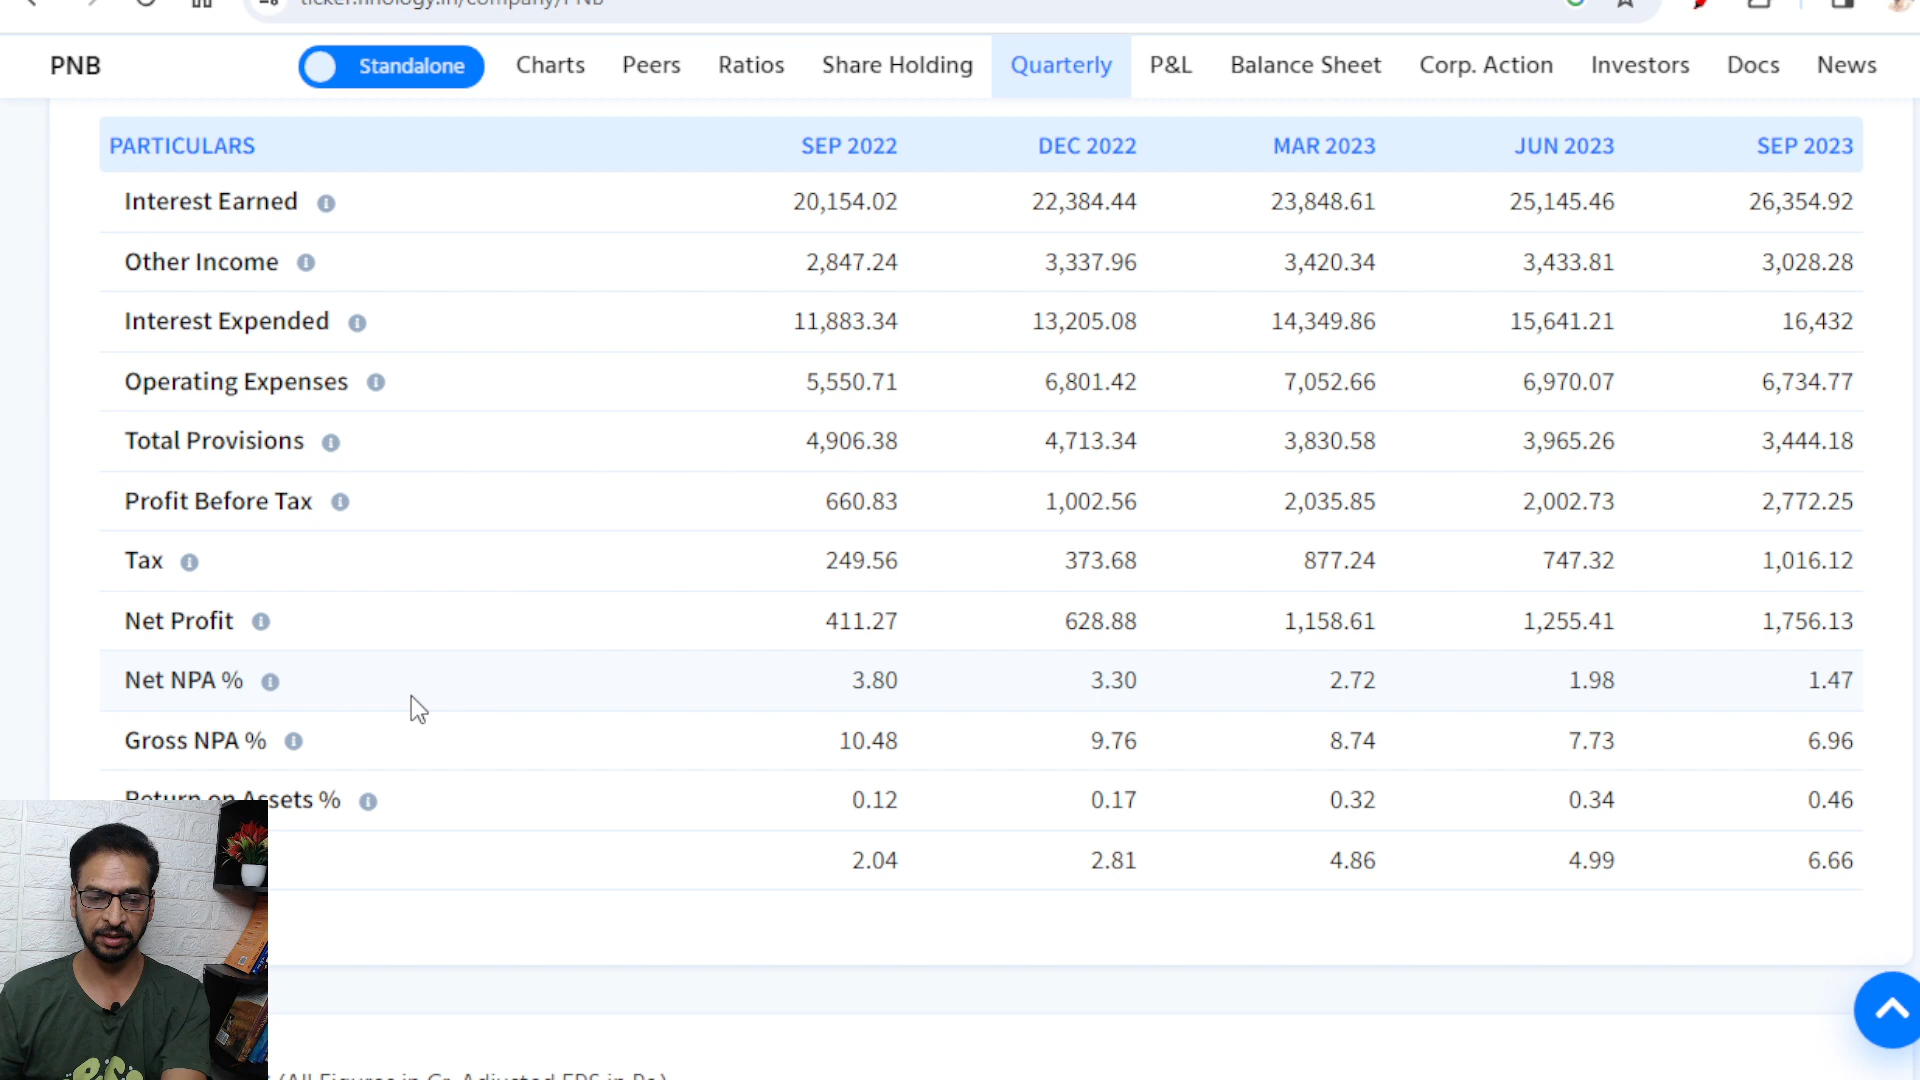 PNB Standalone Charts Peers Ratios Share Holding Quarterly P&L Balance Sheet Corp. Action Investors Docs News
PARTICULARS SEP 2022 DEC 2022 MAR 2023 JUN 2023 SEP 2023
Interest Earned 20,154.02 22,384.44 23,848.61 25,145.46 26,354.92
Other Income 2,847.24 3,337.96 3,420.34 3,433.81 3,028.28
Interest Expended 11,883.34 13,205.08 14,349.86 15,641.21 16,432
Operating Expenses 5,550.71 6,801.42 7,052.66 6,970.07 6,734.77
Total Provisions 4,906.38 4,713.34 3,830.58 3,965.26 3,444.18
Profit Before Tax 660.83 1,002.56 2,035.85 2,002.73 2,772.25
Tax 249.56 373.68 877.24 747.32 1,016.12
Net Profit 411.27 628.88 1,158.61 1,255.41 1,756.13
Net NPA % 3.80 3.30 2.72 1.98 1.47
Gross NPA % 10.48 9.76 8.74 7.73 6.96
Return on Assets % 0.12 0.17 0.32 0.34 0.46
2.04 2.81 4.86 4.99 6.66
(All Figures in Cr. Adjusted EPS in Rs.)